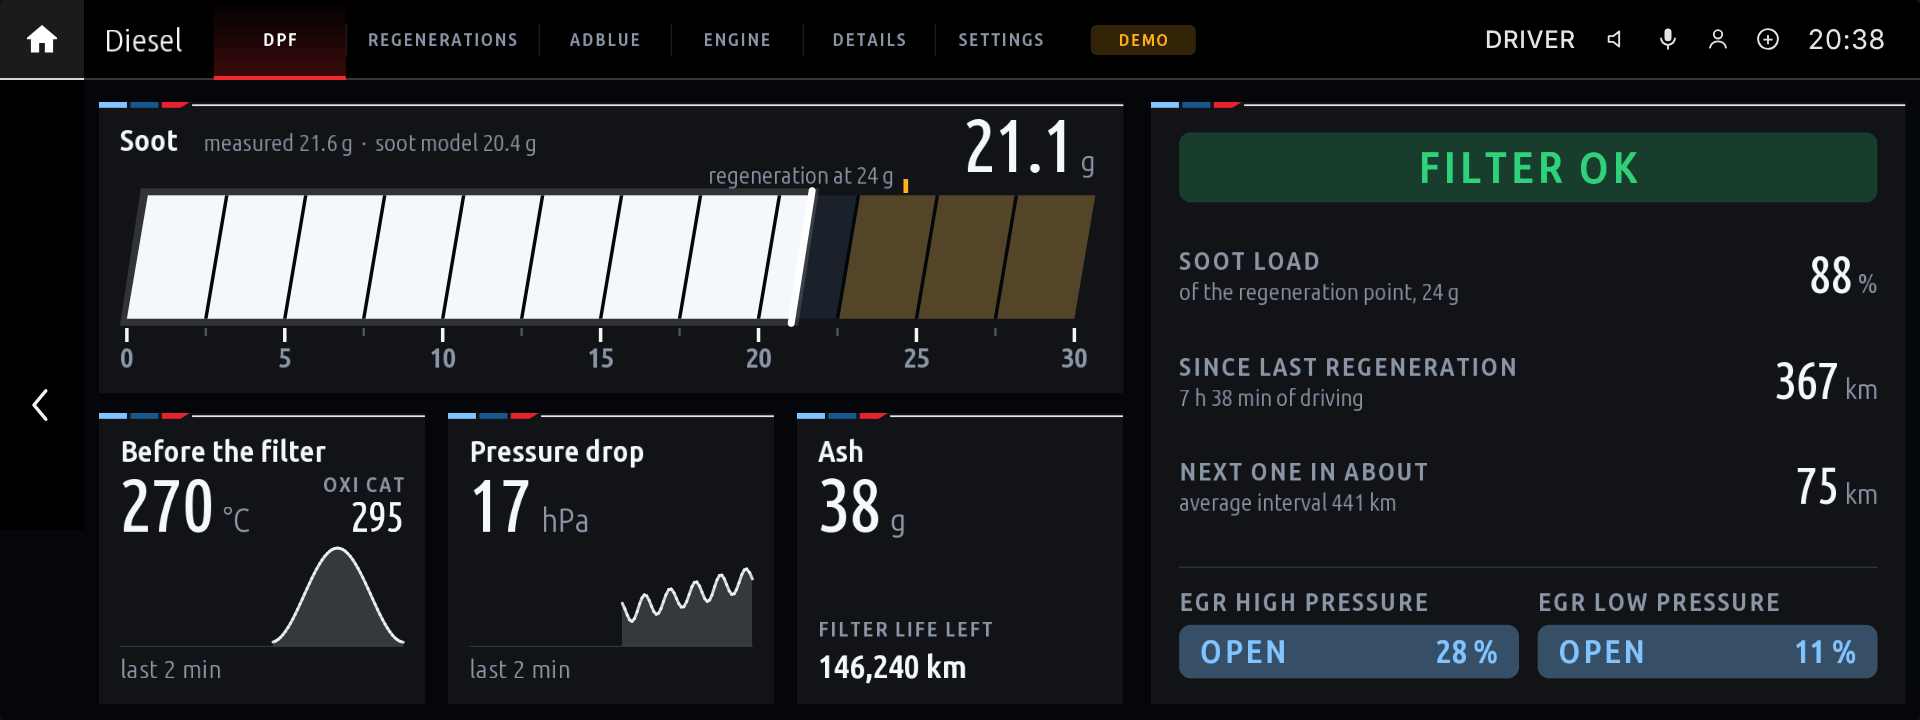 Diesel
DPF
REGENERATIONS
ADBLUE
ENGINE
DETAILS
SETTINGS
DEMO
DRIVER
20:38
Soot
measured 21.6 g · soot model 20.4 g
21.1 g
regeneration at 24 g
0 5 10 15 20 25 30
Before the filter
270 °C
OXI CAT
295
last 2 min
Pressure drop
17 hPa
last 2 min
Ash
38 g
FILTER LIFE LEFT
146,240 km
FILTER OK
SOOT LOAD
of the regeneration point, 24 g
88 %
SINCE LAST REGENERATION
7 h 38 min of driving
367 km
NEXT ONE IN ABOUT
average interval 441 km
75 km
EGR HIGH PRESSURE
OPEN 28 %
EGR LOW PRESSURE
OPEN 11 %